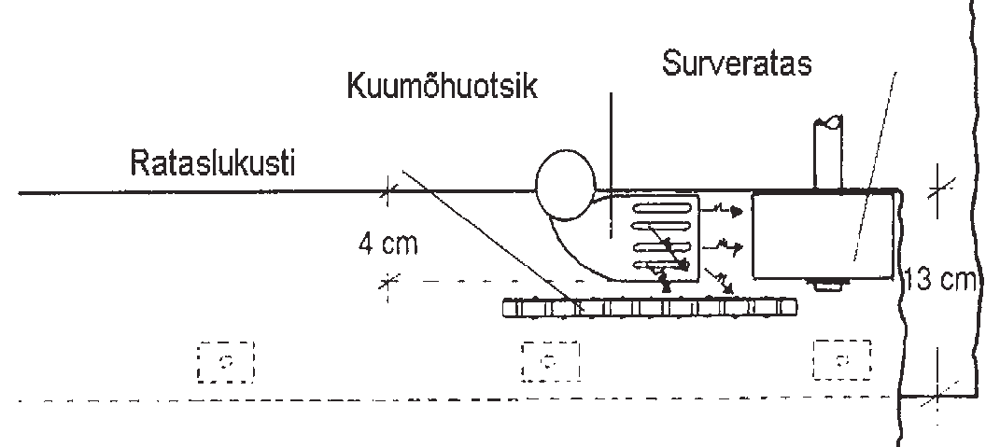 Surveratas
Kuumõhuotsik
Rataslukusti
4 cm
13 cm